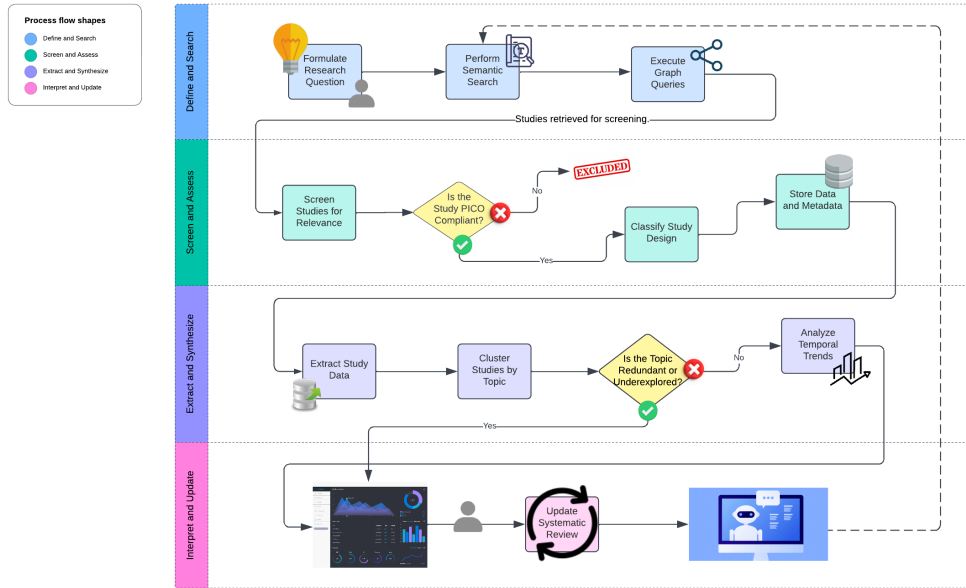 Process flow shapes
Define and Search
Screen and Assess
Extract and Synthesize
Interpret and Update
Define and Search
Formulate
Research
Question
Perform
Semantic
Search
T
Execute
Graph
Queries
Studies retrieved for screening.
Screen and Assess
Screen
Studies for
Relevance
Is the
Study PICO
Compliant?
No
EXCLUDED
Yes
Classify Study
Design
Store Data
and Metadata
Extract and Synthesize
Extract Study
Data
Cluster
Studies by
Topic
Is the Topic
Redundant or
Underexplored?
No
Analyze
Temporal
Trends
Yes
Interpret and Update
Update
Systematic
Review